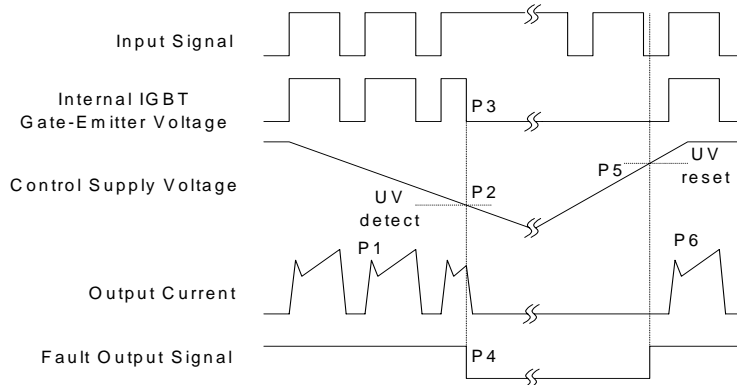 Input Signal
Internal IGBT
Gate-Emitter Voltage
P3
Control Supply Voltage
UV
detect
P2
P5
UV
reset
P1
P6
Output Current
Fault Output Signal
P4